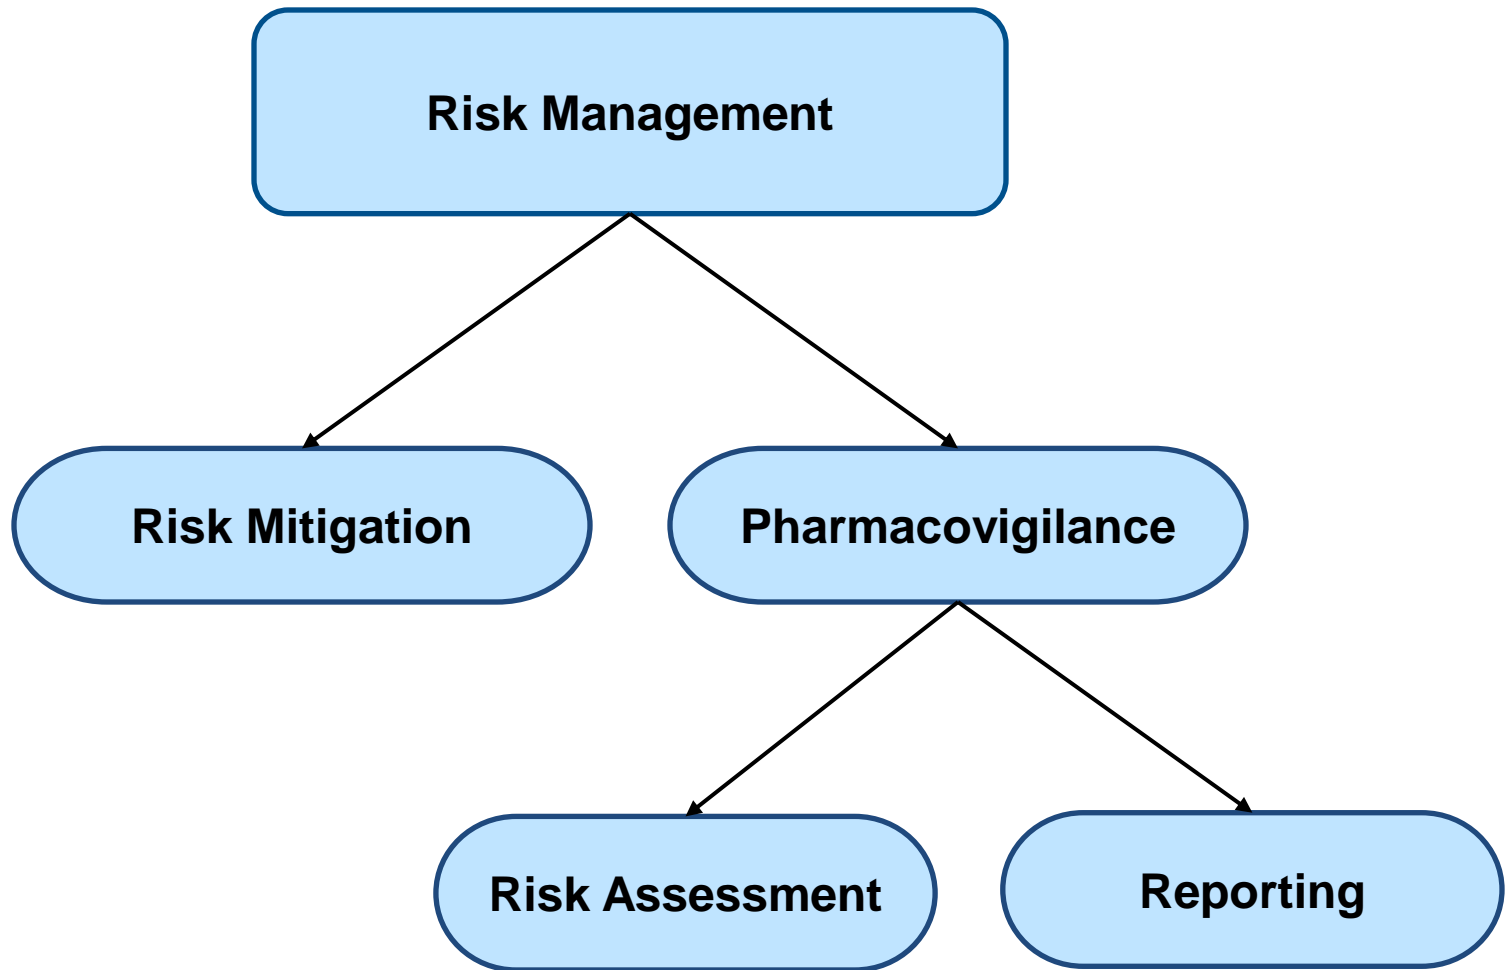 Risk Management
Risk Mitigation
Pharmacovigilance
Risk Assessment
Reporting